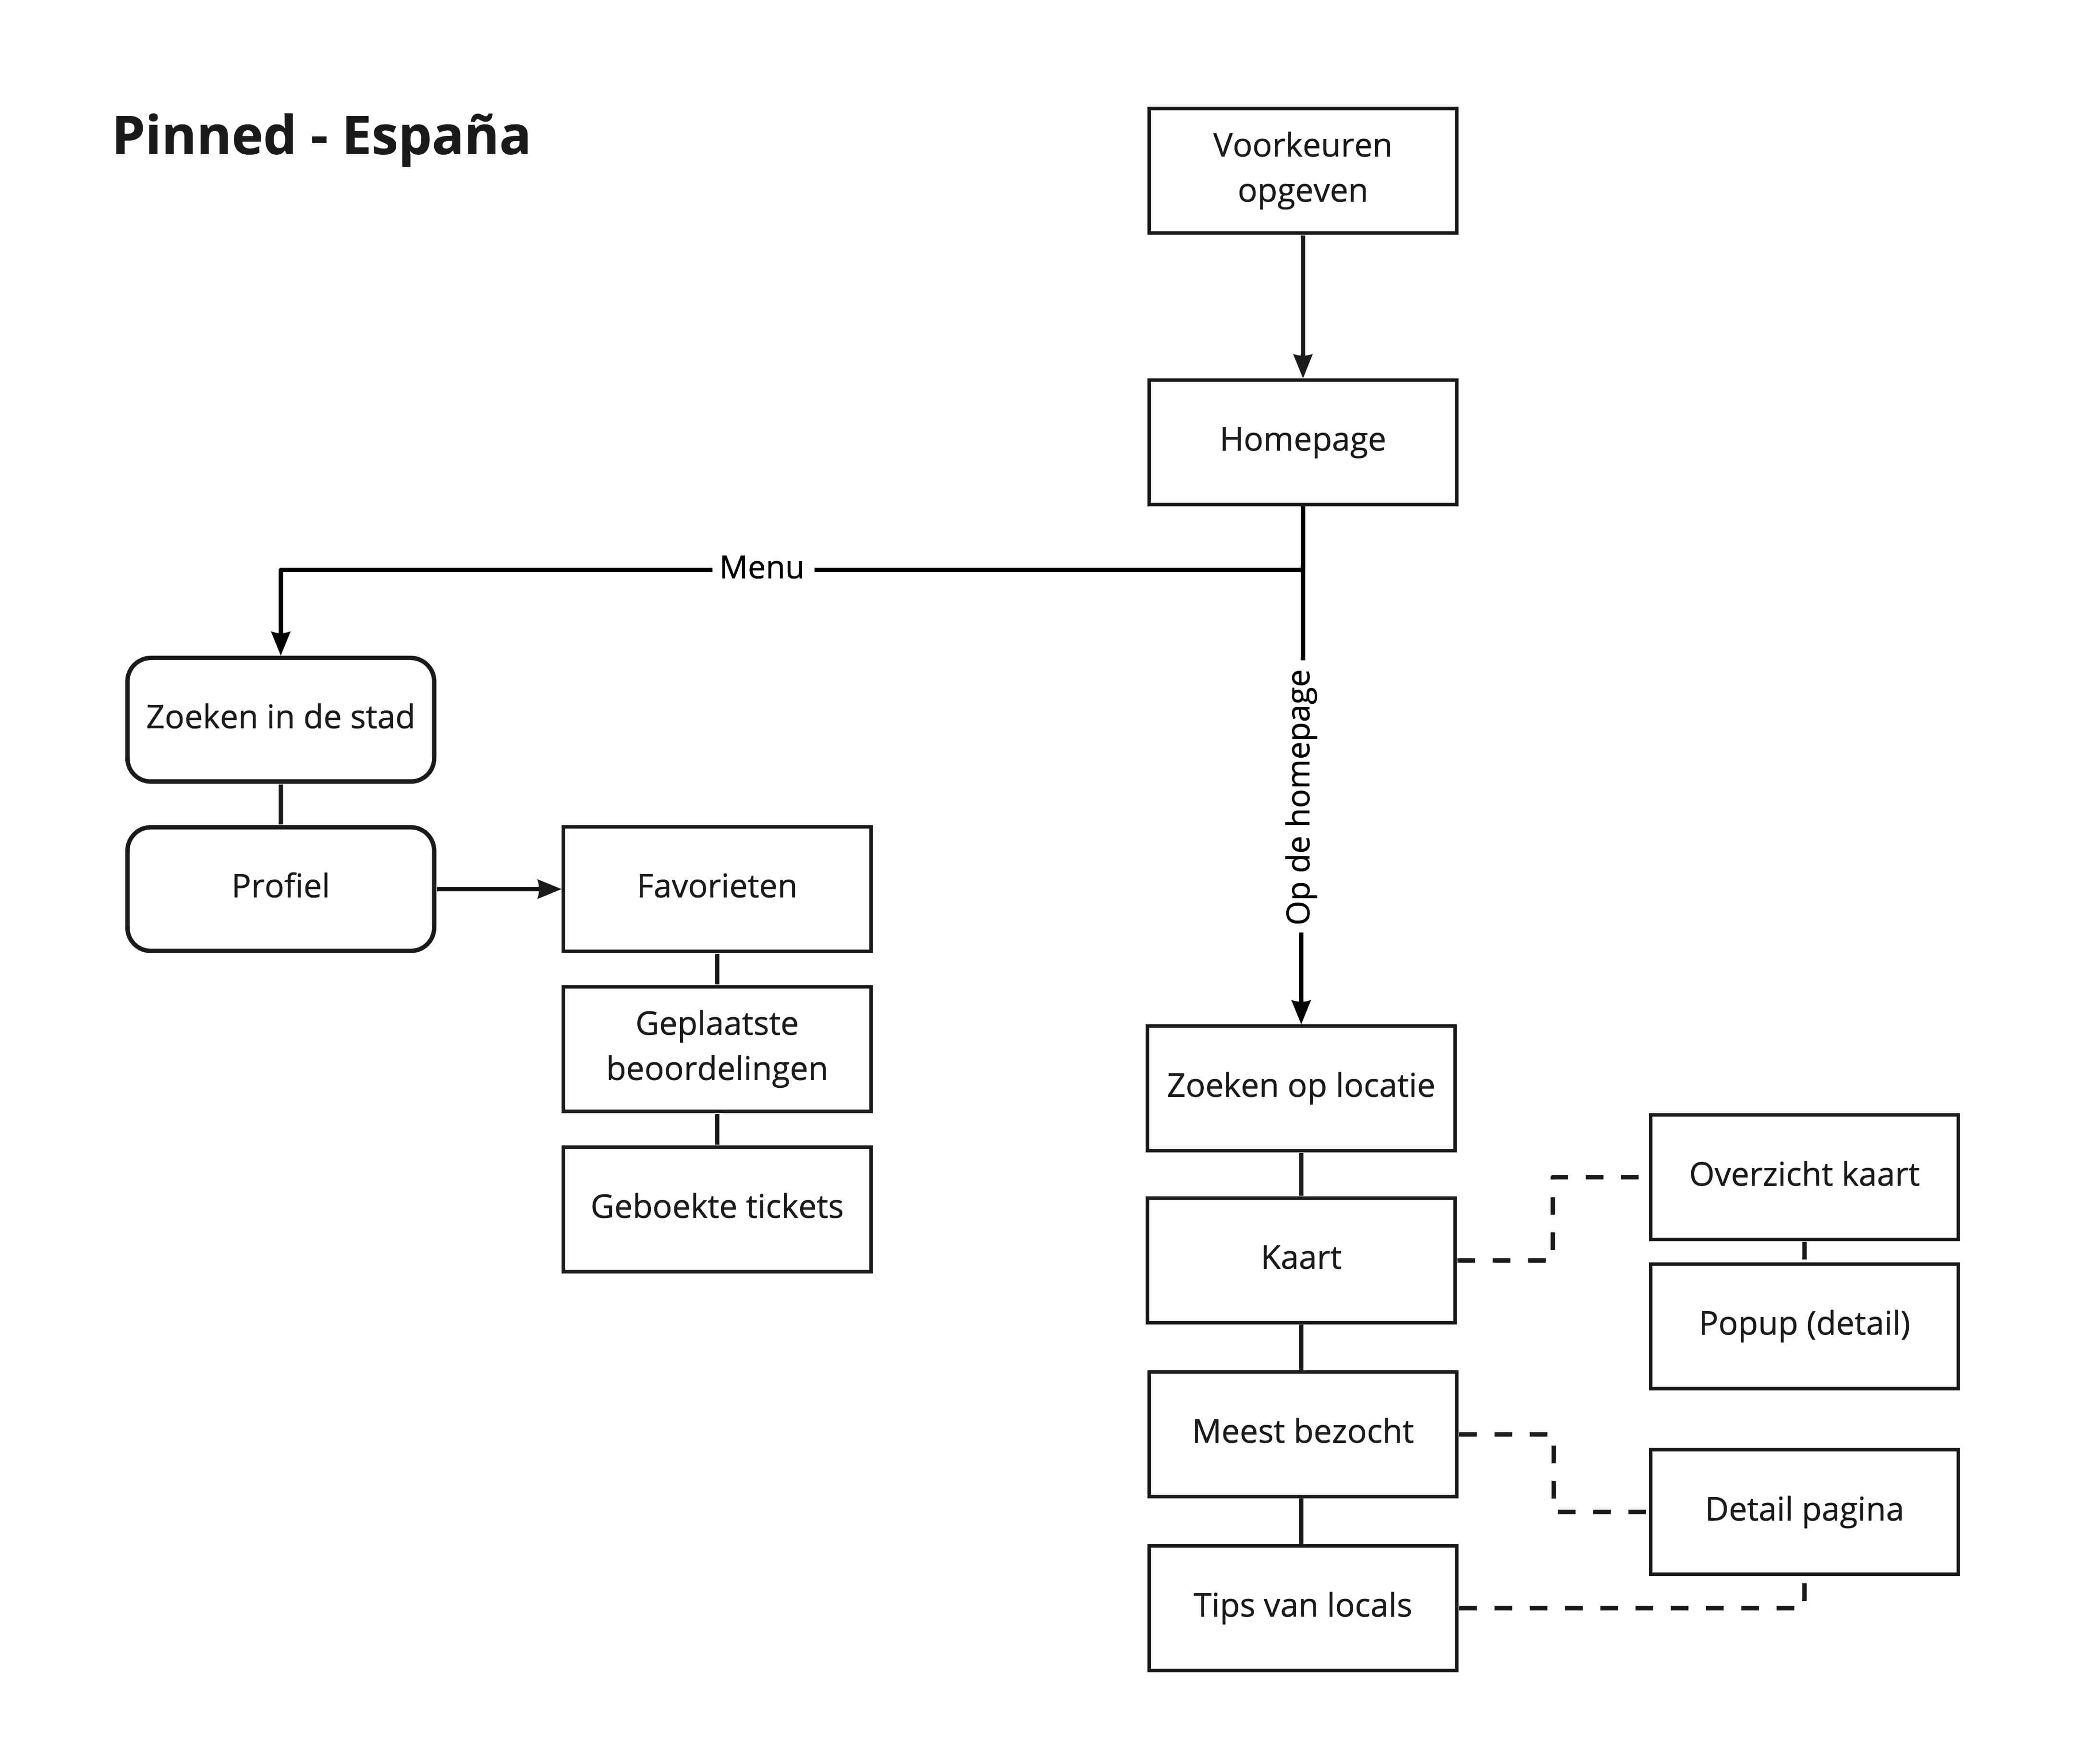 Pinned - España
Voorkeuren
opgeven
Homepage
Menu
Op de homepage
Zoeken in de stad
Profiel
Favorieten
Geplaatste
beoordelingen
Geboekte tickets
Zoeken op locatie
Kaart
Overzicht kaart
Popup (detail)
Meest bezocht
Detail pagina
Tips van locals